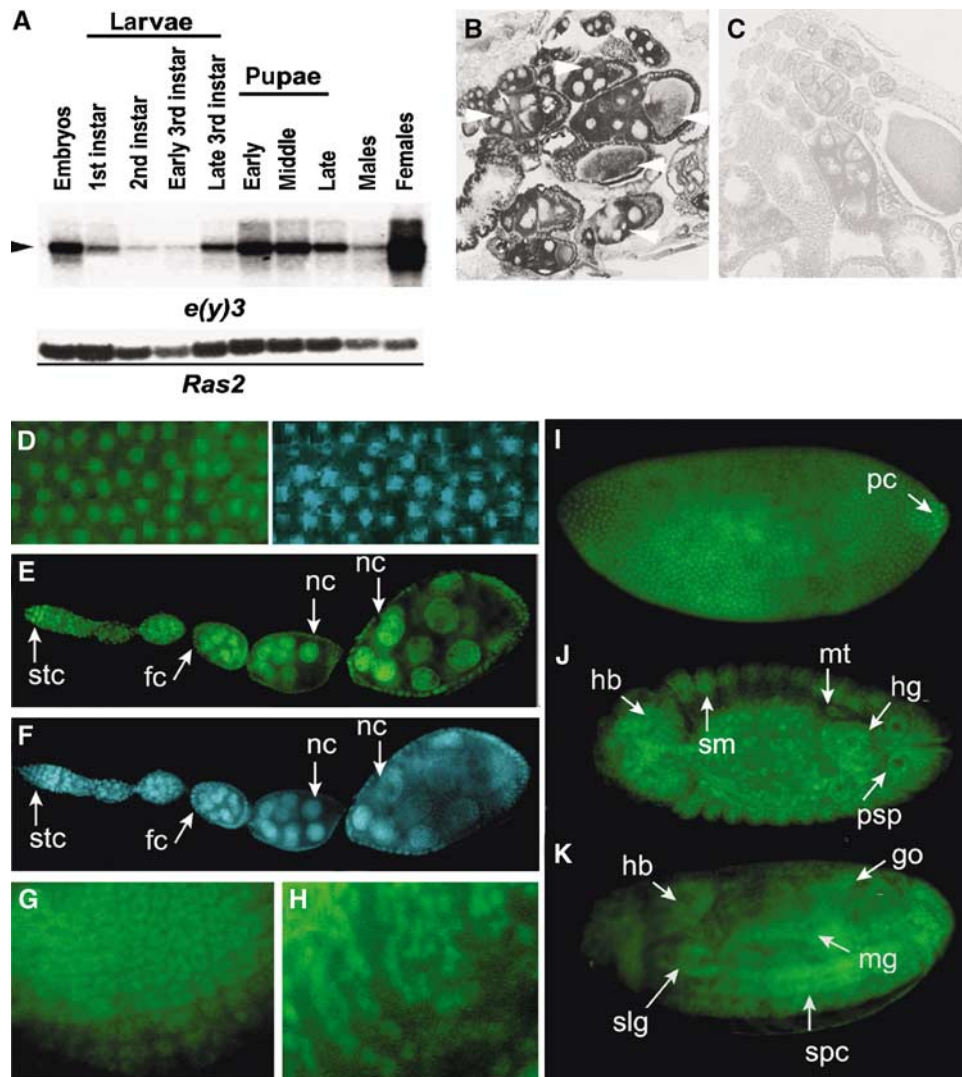 A
Larvae
Pupae
Embryos
1st instar
2nd instar
Early 3rd instar
Late 3rd instar
Early
Middle
Late
Males
Females
e(y)3
Ras2
B
C
D
E
nc
nc
stc
fc
F
nc
nc
stc
fc
G
H
I
pc
J
hb
sm
mt
hg
psp
K
hb
go
mg
slg
spc